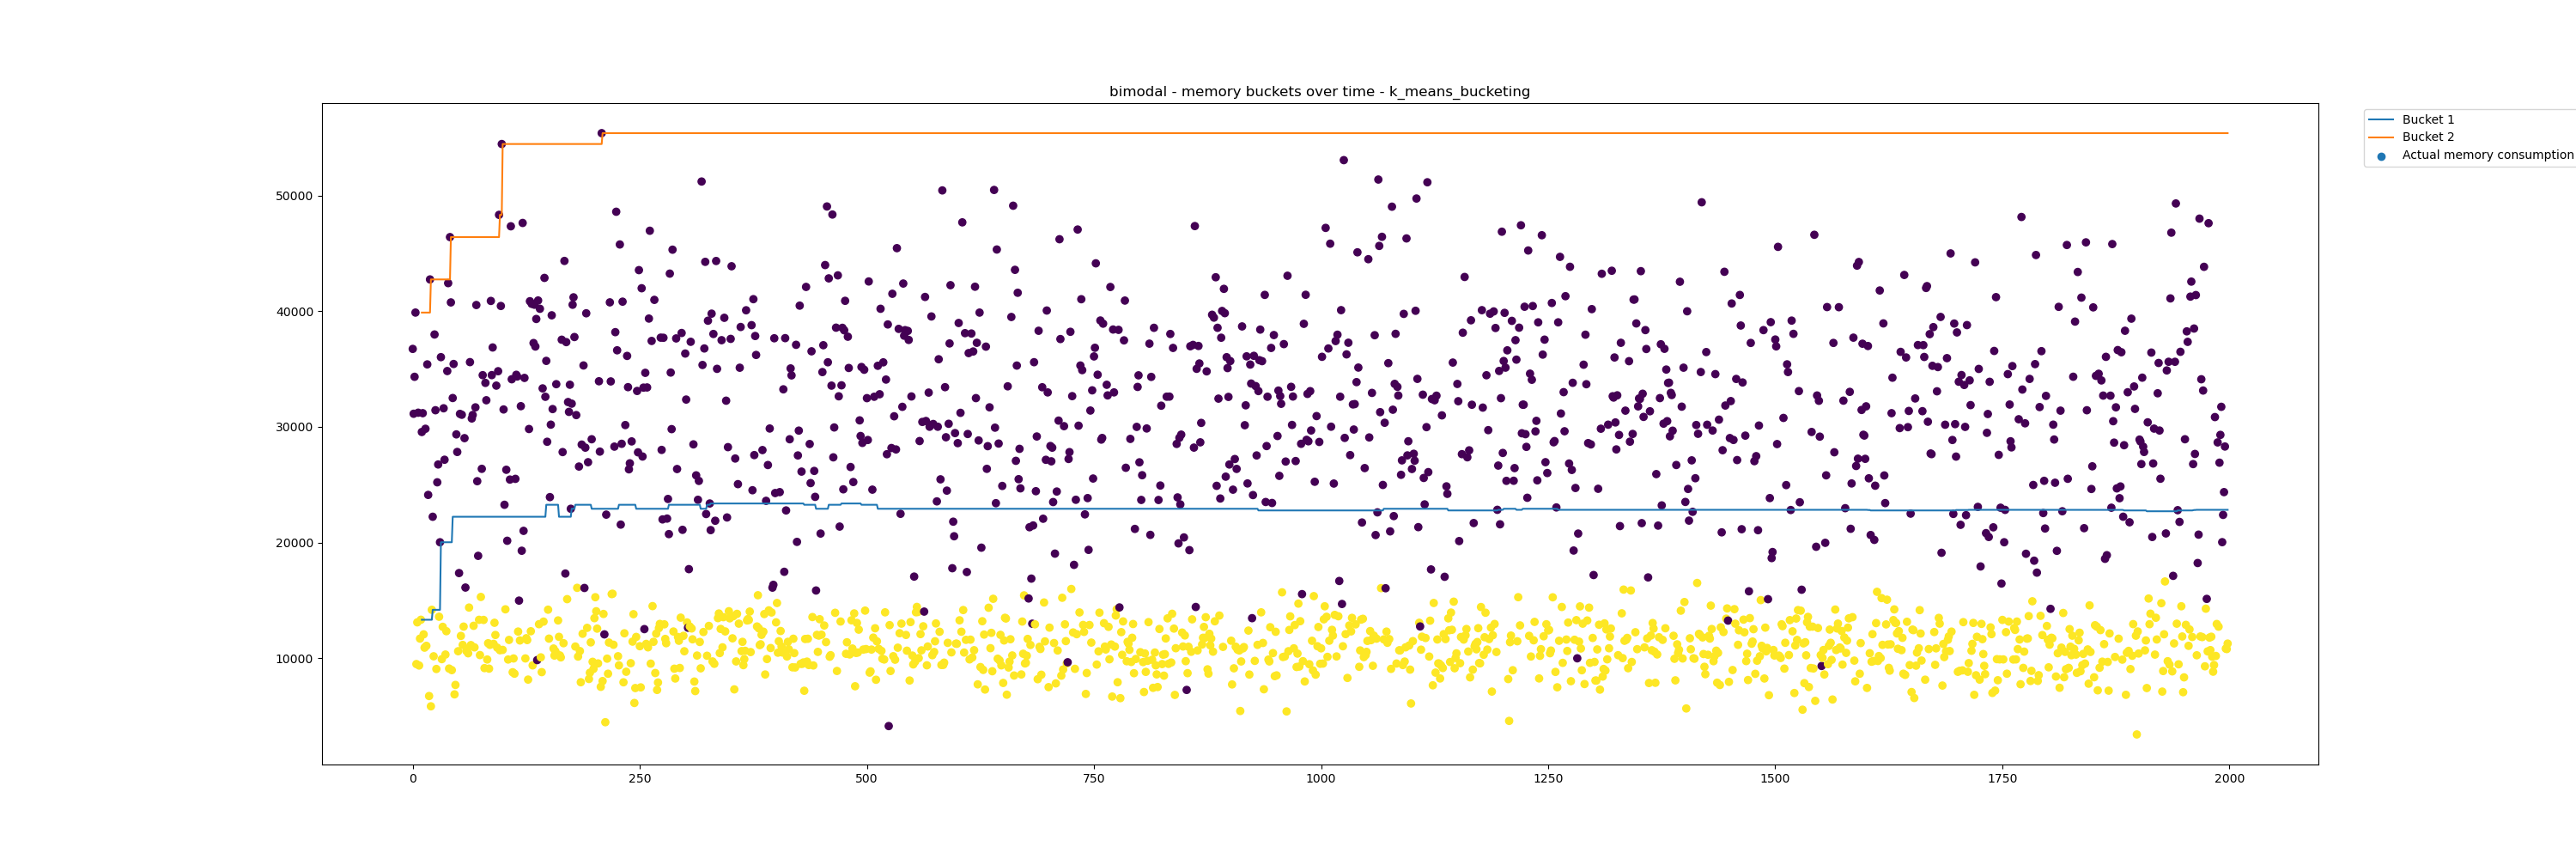 bimodal - memory buckets over time - k_means_bucketing
Bucket 1
Bucket 2
Actual memory consumption
50000
40000
30000
20000
10000
0 250 500 750 1000 1250 1500 1750 2000